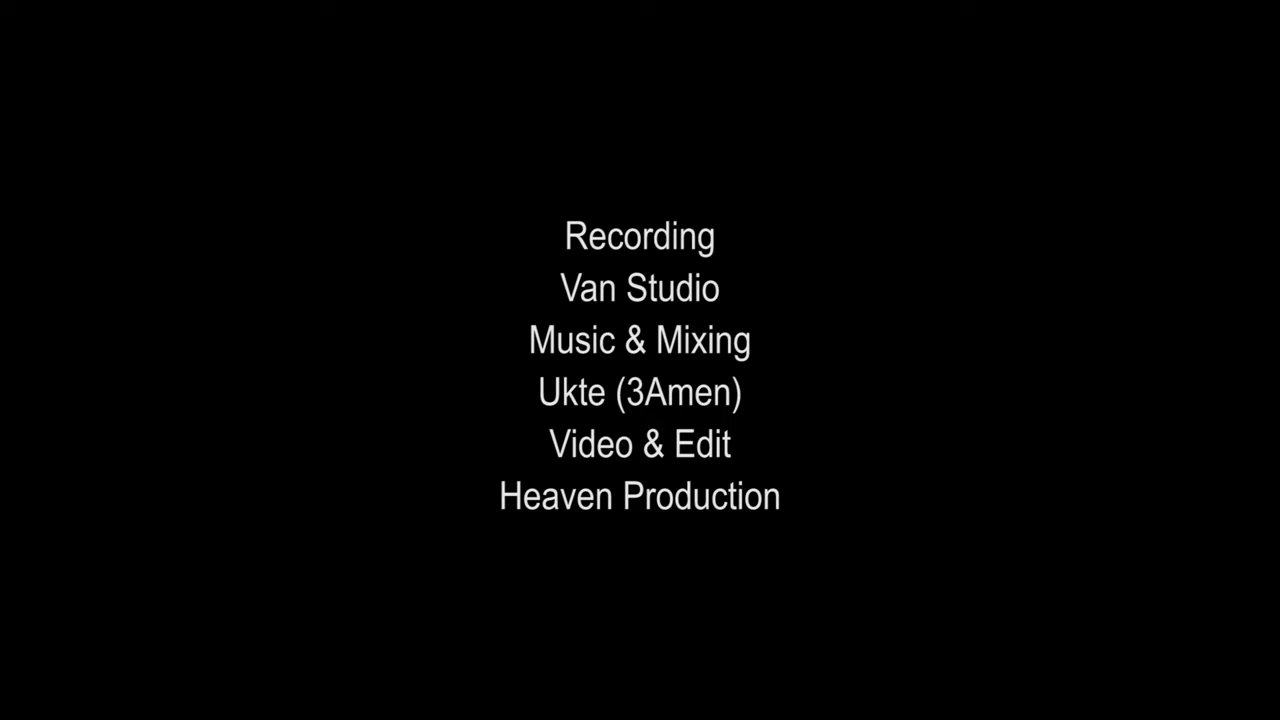 Recording
Van Studio
Music & Mixing
Ukte (3Amen)
Video & Edit
Heaven Production